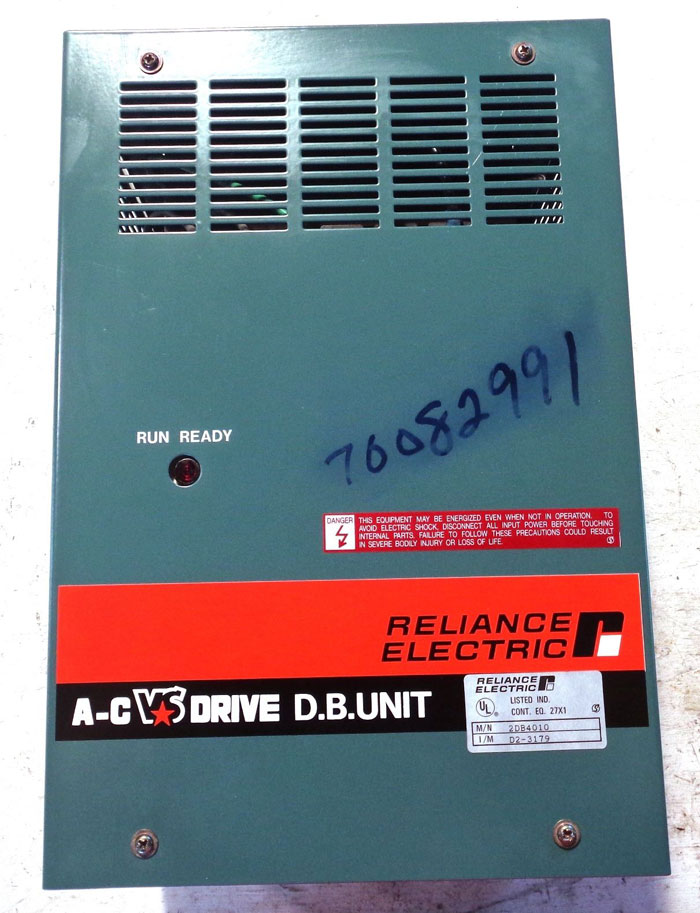 RUN READY
70082991
DANGER
THIS EQUIPMENT MAY BE ENERGIZED EVEN WHEN NOT IN OPERATION. TO
AVOID ELECTRIC SHOCK, DISCONNECT ALL INPUT POWER BEFORE TOUCHING
INTERNAL PARTS. FAILURE TO FOLLOW THESE PRECAUTIONS COULD RESULT
IN SEVERE BODILY INJURY OR LOSS OF LIFE.
RELIANCE
ELECTRIC
A-C VS DRIVE D.B.UNIT
RELIANCE
ELECTRIC
UL
LISTED IND.
CONT. EQ. 27X1
M/N 2DB4010
I/M D2-3179